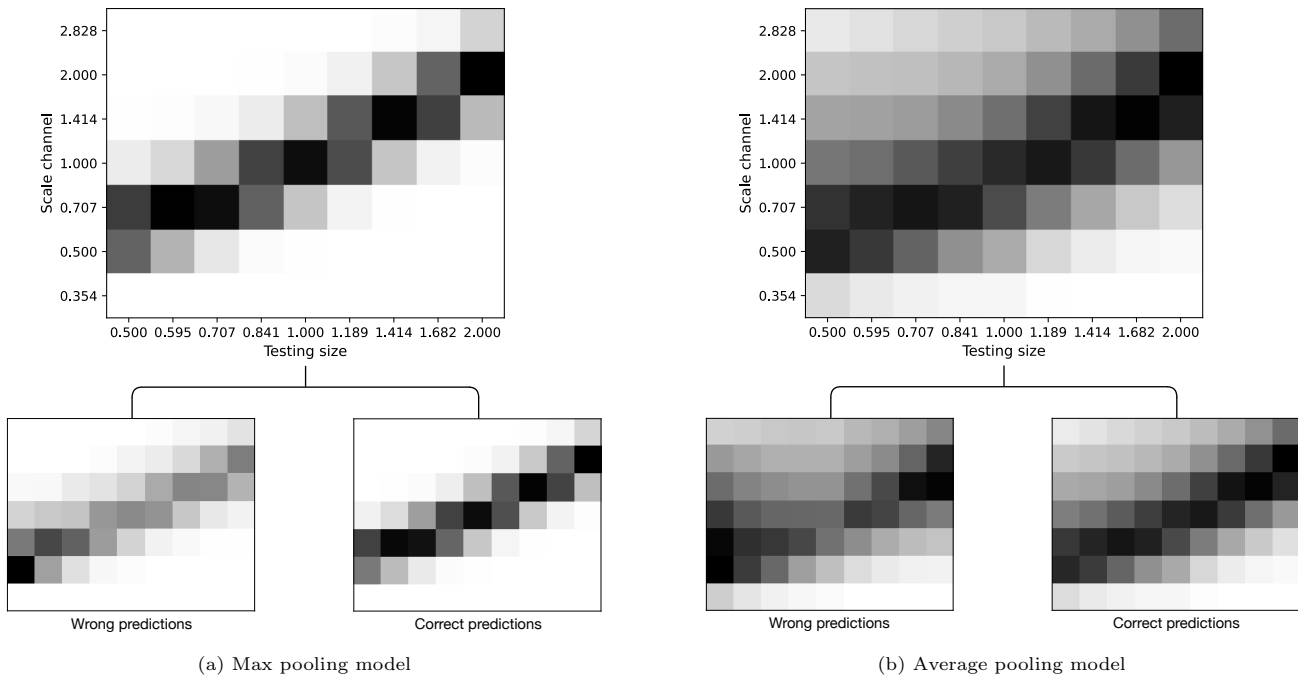 2.828
2.000
1.414
1.000
0.707
0.500
0.354
Scale channel
0.500 0.595 0.707 0.841 1.000 1.189 1.414 1.682 2.000
Testing size
Wrong predictions
Correct predictions
(a) Max pooling model
2.828
2.000
1.414
1.000
0.707
0.500
0.354
Scale channel
0.500 0.595 0.707 0.841 1.000 1.189 1.414 1.682 2.000
Testing size
Wrong predictions
Correct predictions
(b) Average pooling model